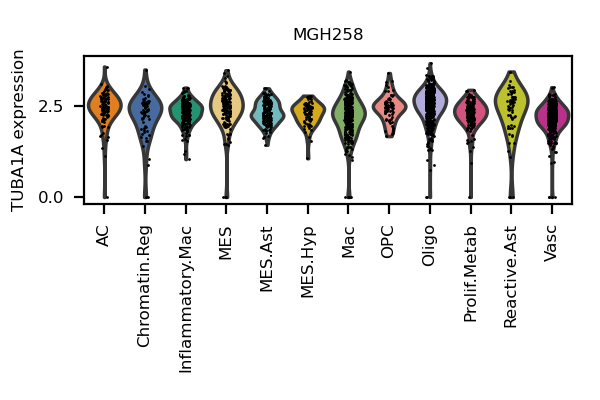 MGH258
TUBA1A expression
2.5
0.0
AC
Chromatin.Reg
Inflammatory.Mac
MES
MES.Ast
MES.Hyp
Mac
OPC
Oligo
Prolif.Metab
Reactive.Ast
Vasc